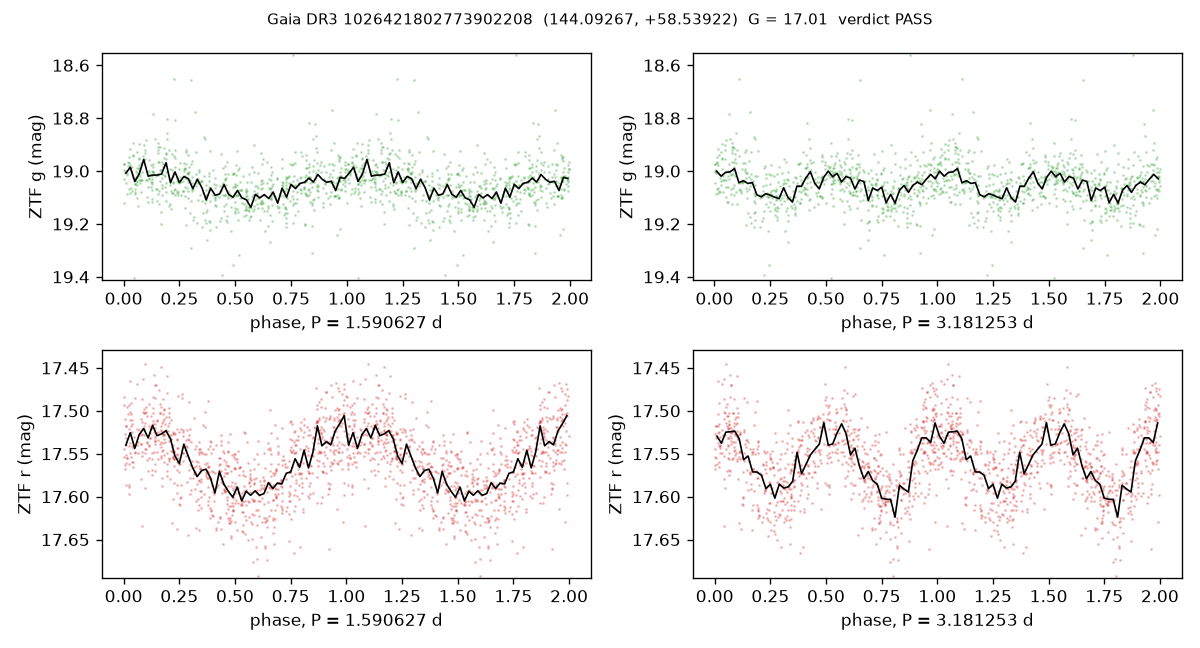 Gaia DR3 1026421802773902208 (144.09267, +58.53922) G = 17.01 verdict PASS
ZTF g (mag)
18.6
18.8
19.0
19.2
19.4
0.00 0.25 0.50 0.75 1.00 1.25 1.50 1.75 2.00
phase, P = 1.590627 d
ZTF g (mag)
18.6
18.8
19.0
19.2
19.4
0.00 0.25 0.50 0.75 1.00 1.25 1.50 1.75 2.00
phase, P = 3.181253 d
ZTF r (mag)
17.45
17.50
17.55
17.60
17.65
0.00 0.25 0.50 0.75 1.00 1.25 1.50 1.75 2.00
phase, P = 1.590627 d
ZTF r (mag)
17.45
17.50
17.55
17.60
17.65
0.00 0.25 0.50 0.75 1.00 1.25 1.50 1.75 2.00
phase, P = 3.181253 d